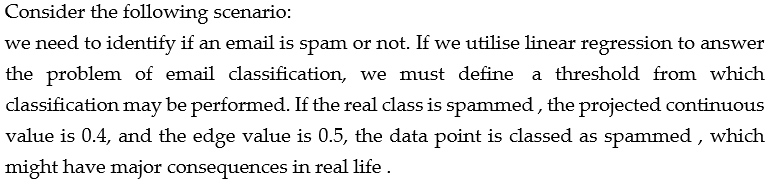 Consider the following scenario:
we need to identify if an email is spam or not. If we utilise linear regression to answer
the problem of email classification, we must define a threshold from which
classification may be performed. If the real class is spammed , the projected continuous
value is 0.4, and the edge value is 0.5, the data point is classed as spammed , which
might have major consequences in real life .